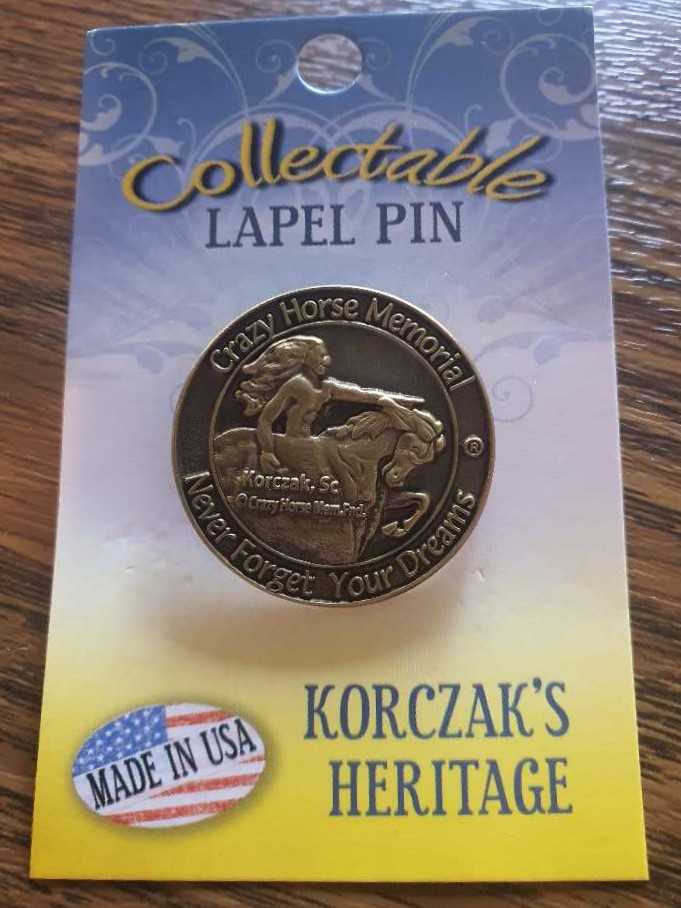 Collectable
LAPEL PIN
Crazy Horse Memorial
®
Korczak, Sc
© Crazy Horse Mem.Fnd.
Never Forget Your Dreams
MADE IN USA
KORCZAK'S
HERITAGE